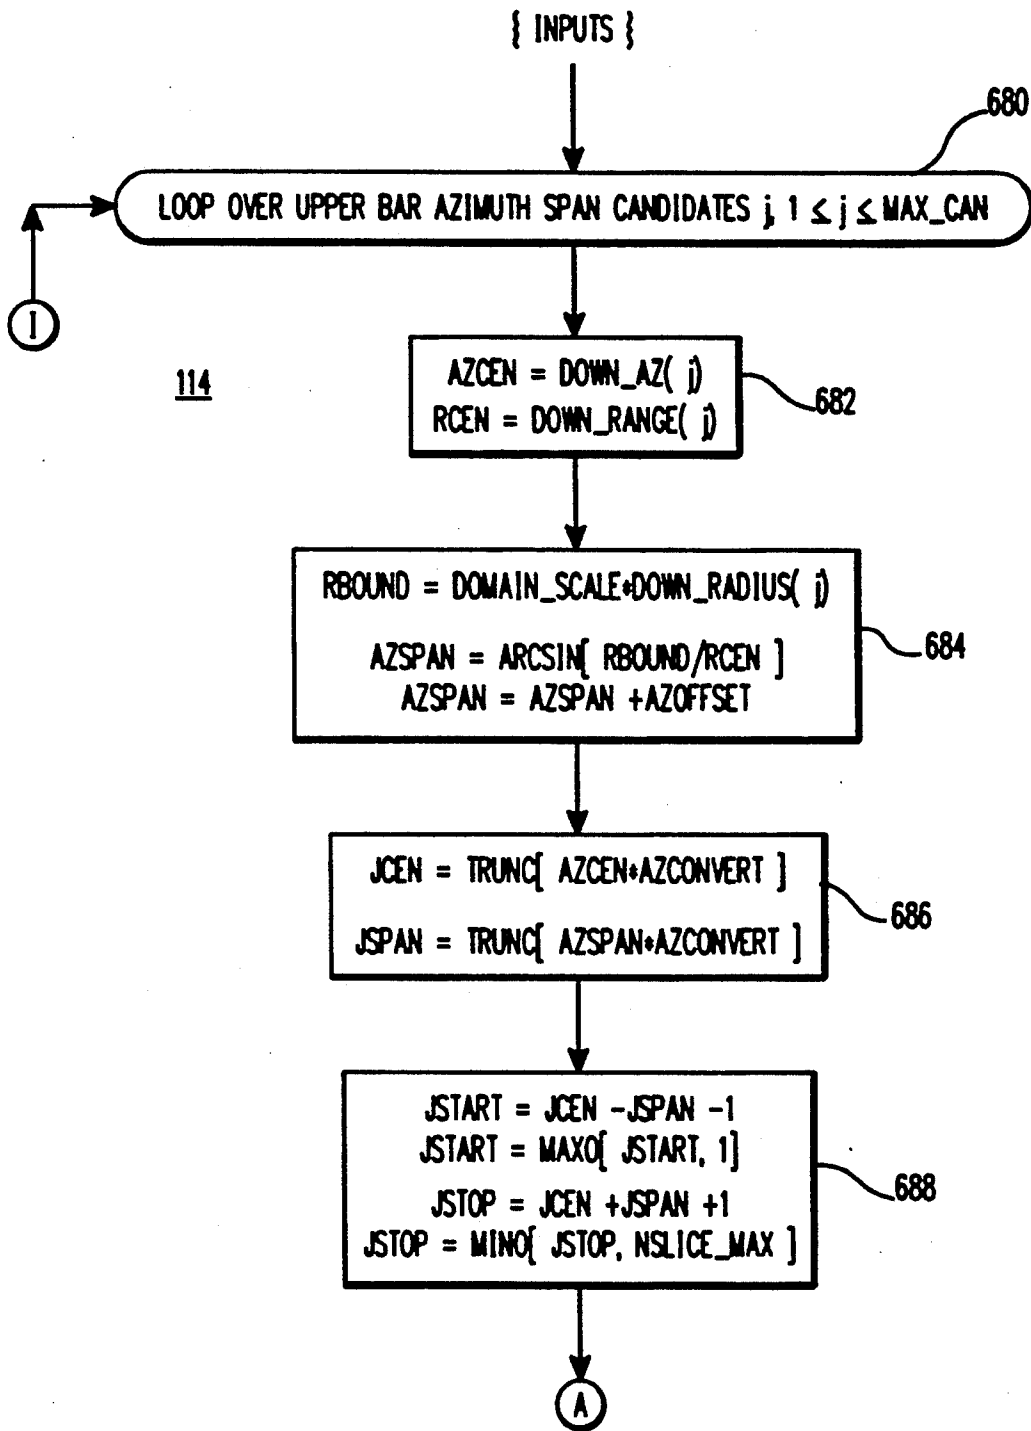 { INPUTS }
680
LOOP OVER UPPER BAR AZIMUTH SPAN CANDIDATES j, 1 ≤ j ≤ MAX_CAN
I
114
AZCEN = DOWN_AZ( j)
RCEN = DOWN_RANGE( j)
682
RBOUND = DOMAIN_SCALE*DOWN_RADIUS( j)
AZSPAN = ARCSIN[ RBOUND/RCEN ]
AZSPAN = AZSPAN +AZOFFSET
684
JCEN = TRUNC[ AZCEN*AZCONVERT ]
JSPAN = TRUNC[ AZSPAN*AZCONVERT ]
686
JSTART = JCEN -JSPAN -1
JSTART = MAX0[ JSTART, 1]
JSTOP = JCEN +JSPAN +1
JSTOP = MIN0[ JSTOP, NSLICE_MAX ]
688
A